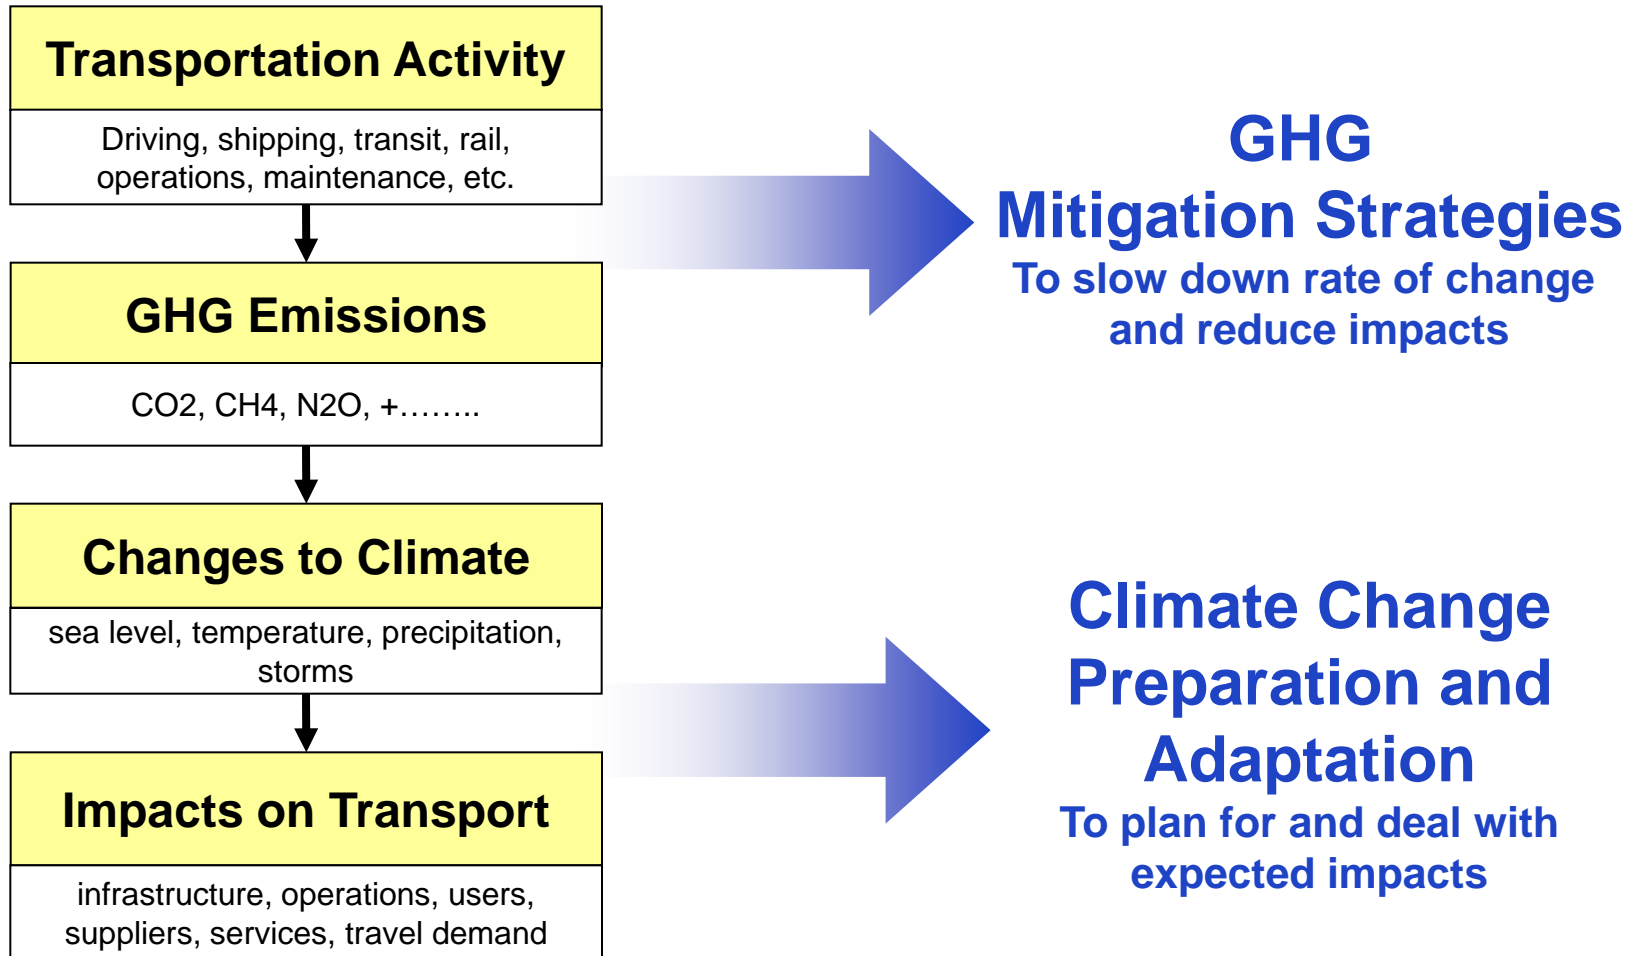 Transportation Activity
Driving, shipping, transit, rail,
operations, maintenance, etc.
GHG Emissions
CO2, CH4, N2O, +……..
Changes to Climate
sea level, temperature, precipitation,
storms
Impacts on Transport
infrastructure, operations, users,
suppliers, services, travel demand
GHG
Mitigation Strategies
To slow down rate of change
and reduce impacts
Climate Change
Preparation and
Adaptation
To plan for and deal with
expected impacts